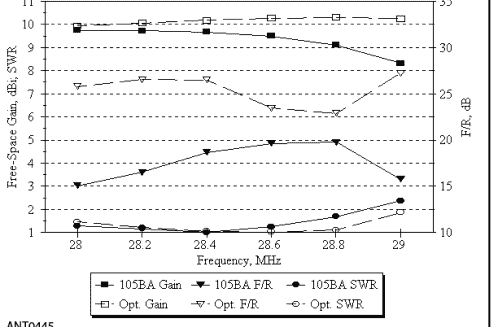 11
10
9
8
7
6
5
4
3
2
1
Free-Space Gain, dBi; SWR
35
30
25
20
15
10
F/R, dB
28 28.2 28.4 28.6 28.8 29
Frequency, MHz
105BA Gain 105BA F/R 105BA SWR
Opt. Gain Opt. F/R Opt. SWR
ANT0445